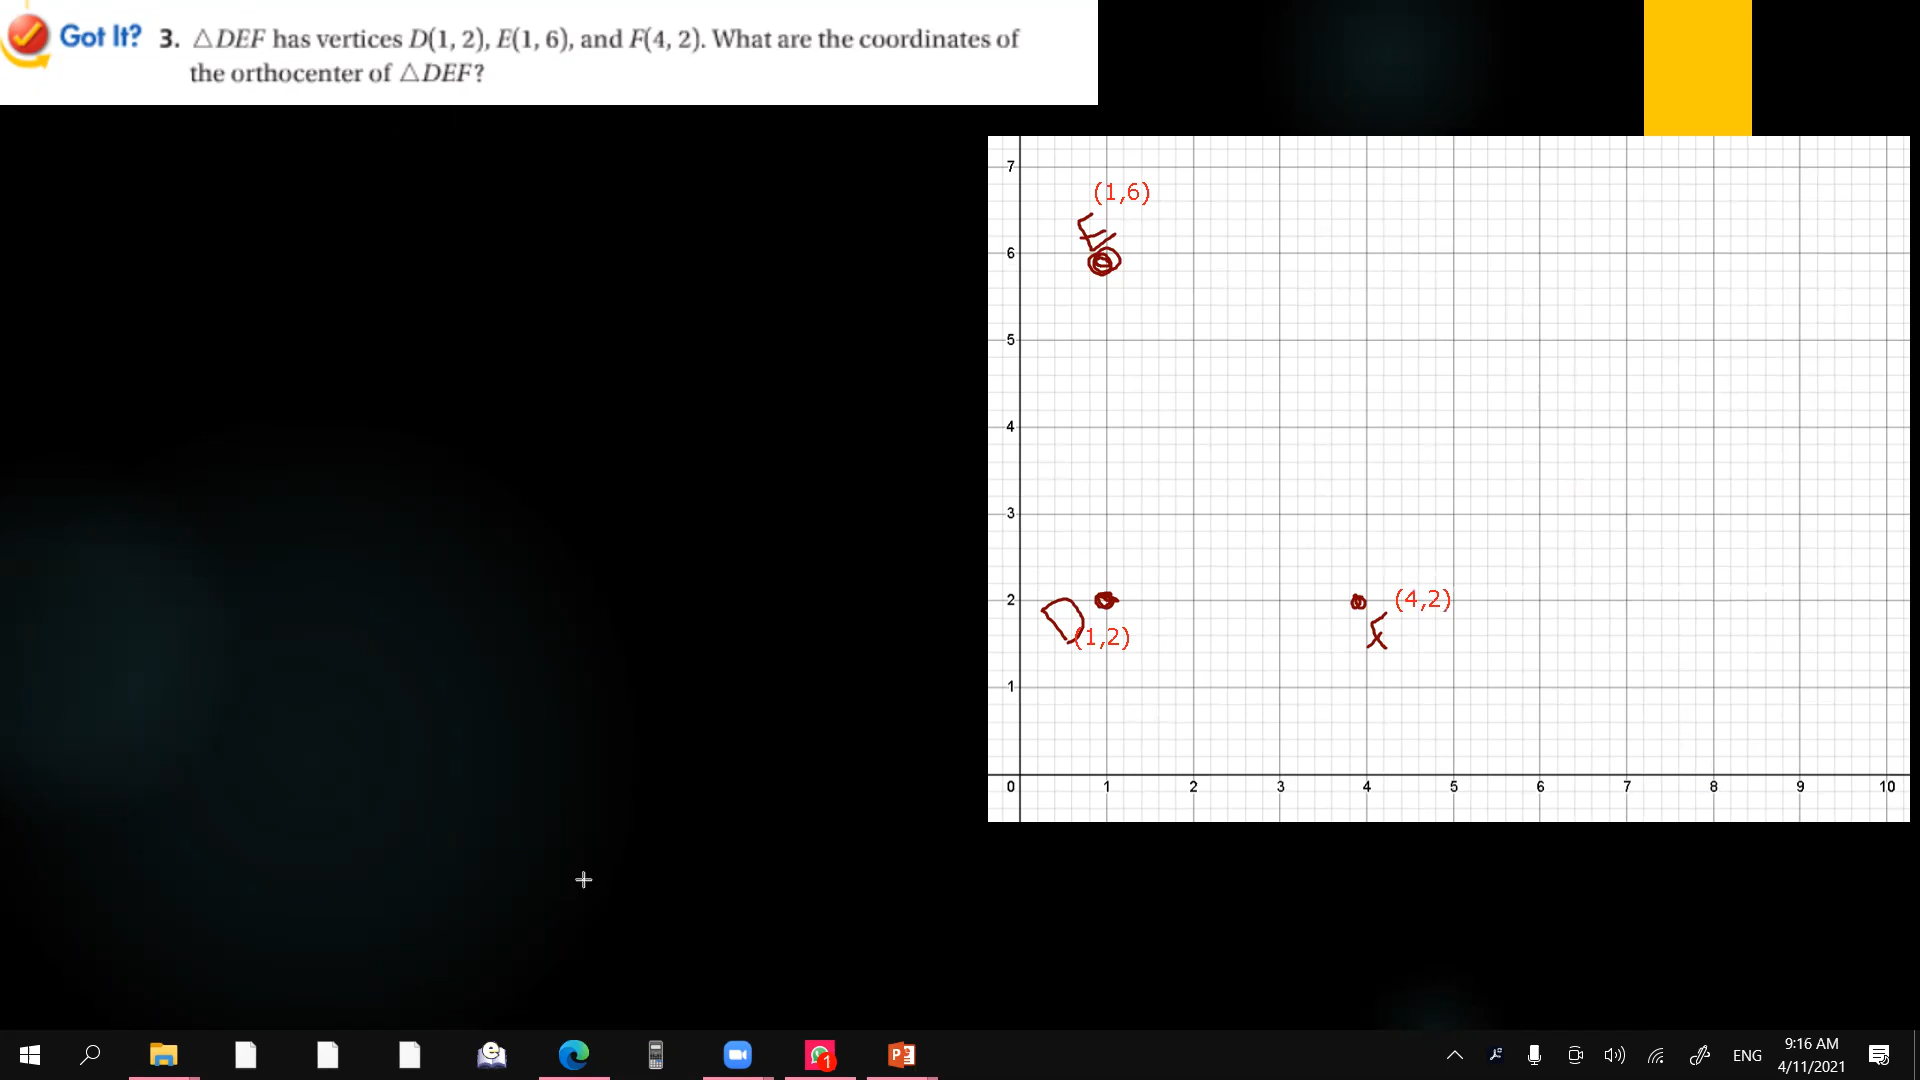 Got It? 3. △DEF has vertices D(1, 2), E(1, 6), and F(4, 2). What are the coordinates of
the orthocenter of △DEF?
7
(1,6)
E
6
5
4
3
2
D
(1,2)
(4,2)
F
1
0 1 2 3 4 5 6 7 8 9 10
1
P
ENG
9:16 AM
4/11/2021